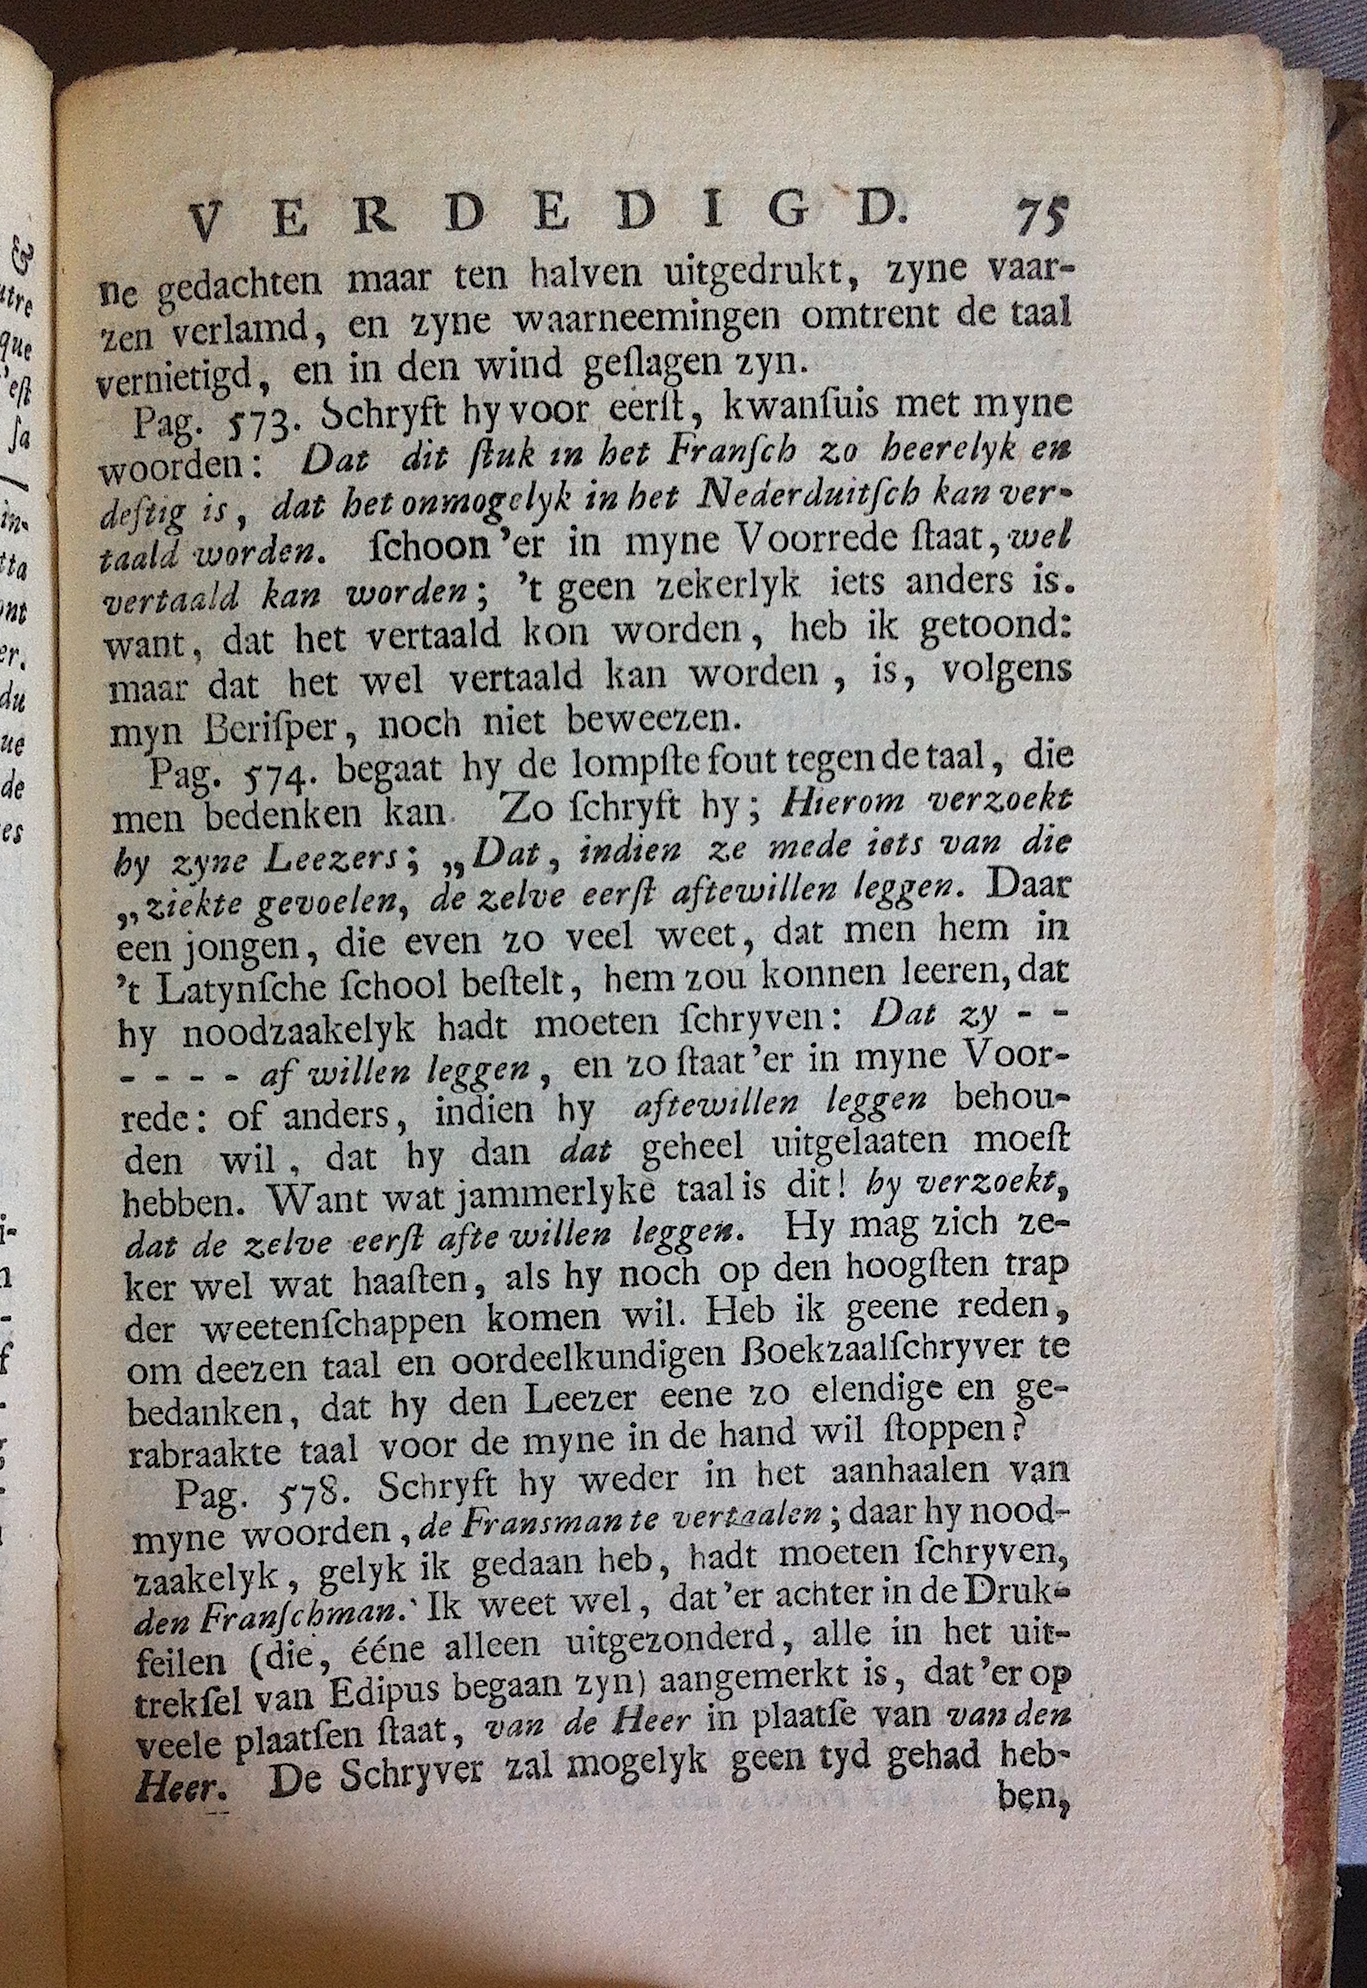 VERDEDIGD. 75
ne gedachten maar ten halven uitgedrukt, zyne vaar-
zen verlamd, en zyne waarneemingen omtrent de taal
vernietigd, en in den wind geſlagen zyn.
Pag. 573. Schryft hy voor eerſt, kwanſuis met myne
woorden: Dat dit ſtuk in het Franſch zo heerelyk en
deſtig is, dat het onmogelyk in het Nederduitſch kan ver-
taald worden. ſchoon 'er in myne Voorrede ſtaat, wel
vertaald kan worden; 't geen zekerlyk iets anders is.
want, dat het vertaald kon worden, heb ik getoond:
maar dat het wel vertaald kan worden, is, volgens
myn Beriſper, noch niet beweezen.
Pag. 574. begaat hy de lompſte fout tegen de taal, die
men bedenken kan. Zo ſchryft hy; Hierom verzoekt
hy zyne Leezers; „Dat, indien ze mede iets van die
„ziekte gevoelen, de zelve eerſt aftewillen leggen. Daar
een jongen, die even zo veel weet, dat men hem in
't Latynſche ſchool beſtelt, hem zou konnen leeren, dat
hy noodzaakelyk hadt moeten ſchryven: Dat zy - -
- - - - af willen leggen, en zo ſtaat 'er in myne Voor-
rede: of anders, indien hy aftewillen leggen behou-
den wil, dat hy dan dat geheel uitgelaaten moeſt
hebben. Want wat jammerlyke taal is dit! hy verzoekt,
dat de zelve eerſt afte willen leggen. Hy mag zich ze-
ker wel wat haaſten, als hy noch op den hoogſten trap
der weetenſchappen komen wil. Heb ik geene reden,
om deezen taal en oordeelkundigen Boekzaalſchryver te
bedanken, dat hy den Leezer eene zo elendige en ge-
rabraakte taal voor de myne in de hand wil ſtoppen?
Pag. 578. Schryft hy weder in het aanhaalen van
myne woorden, de Fransman te vertaalen; daar hy nood-
zaakelyk, gelyk ik gedaan heb, hadt moeten ſchryven,
den Franſchman. Ik weet wel, dat 'er achter in de Druk-
feilen (die, ééne alleen uitgezonderd, alle in het uit-
trekſel van Edipus begaan zyn) aangemerkt is, dat 'er op
veele plaatſen ſtaat, van de Heer in plaatſe van van den
Heer. De Schryver zal mogelyk geen tyd gehad heb-
ben,